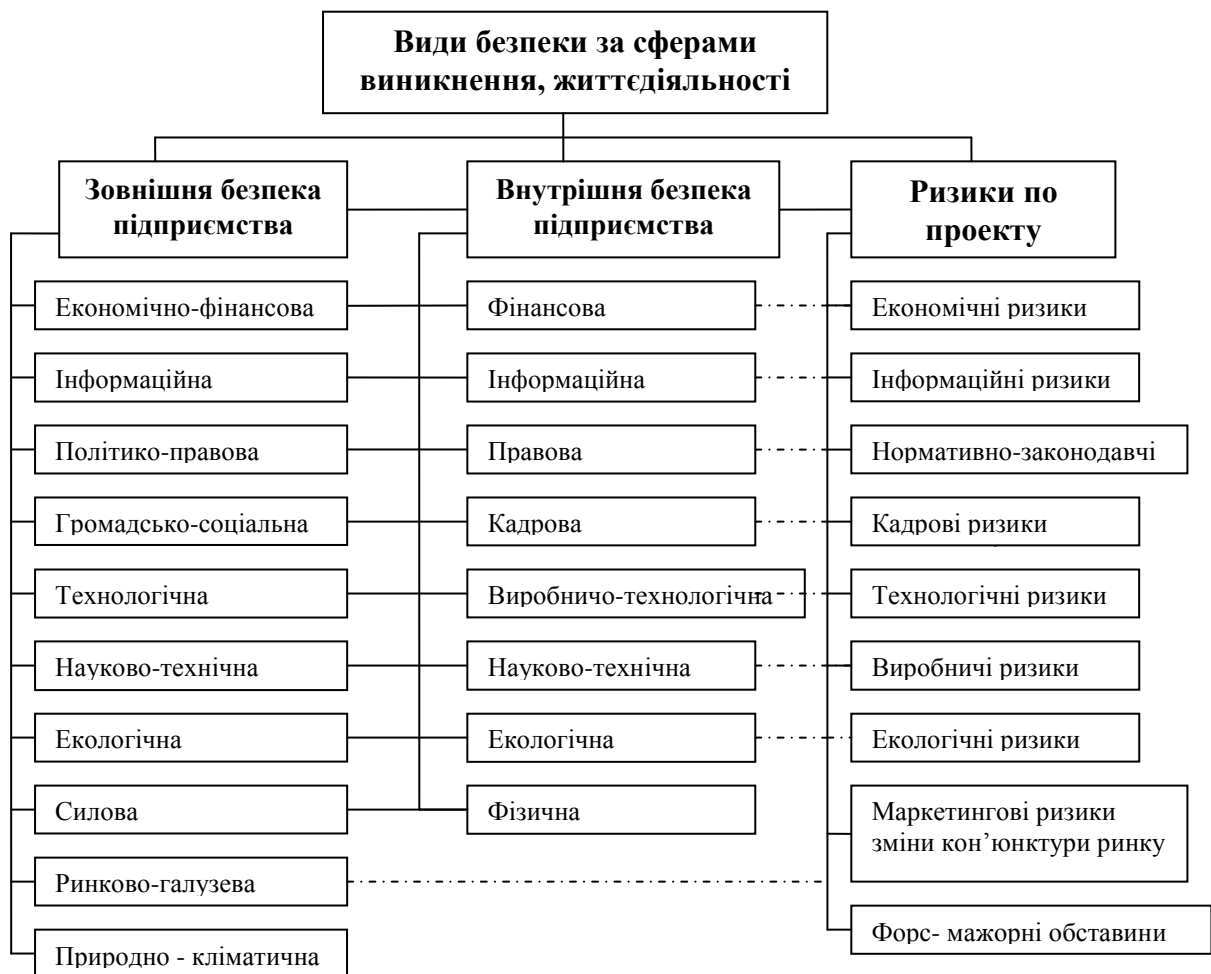 Види безпеки за сферами
виникнення, життєдіяльності
Зовнішня безпека
підприємства
Внутрішня безпека
підприємства
Ризики по
проекту
Економічно-фінансова
Фінансова
Економічні ризики
Інформаційна
Інформаційна
Інформаційні ризики
Політико-правова
Правова
Нормативно-законодавчі
Громадсько-соціальна
Кадрова
Кадрові ризики
Технологічна
Виробничо-технологічна
Технологічні ризики
Науково-технічна
Науково-технічна
Виробничі ризики
Екологічна
Екологічна
Екологічні ризики
Силова
Фізична
Маркетингові ризики
зміни кон’юнктури ринку
Ринково-галузева
Форс- мажорні обставини
Природно - кліматична